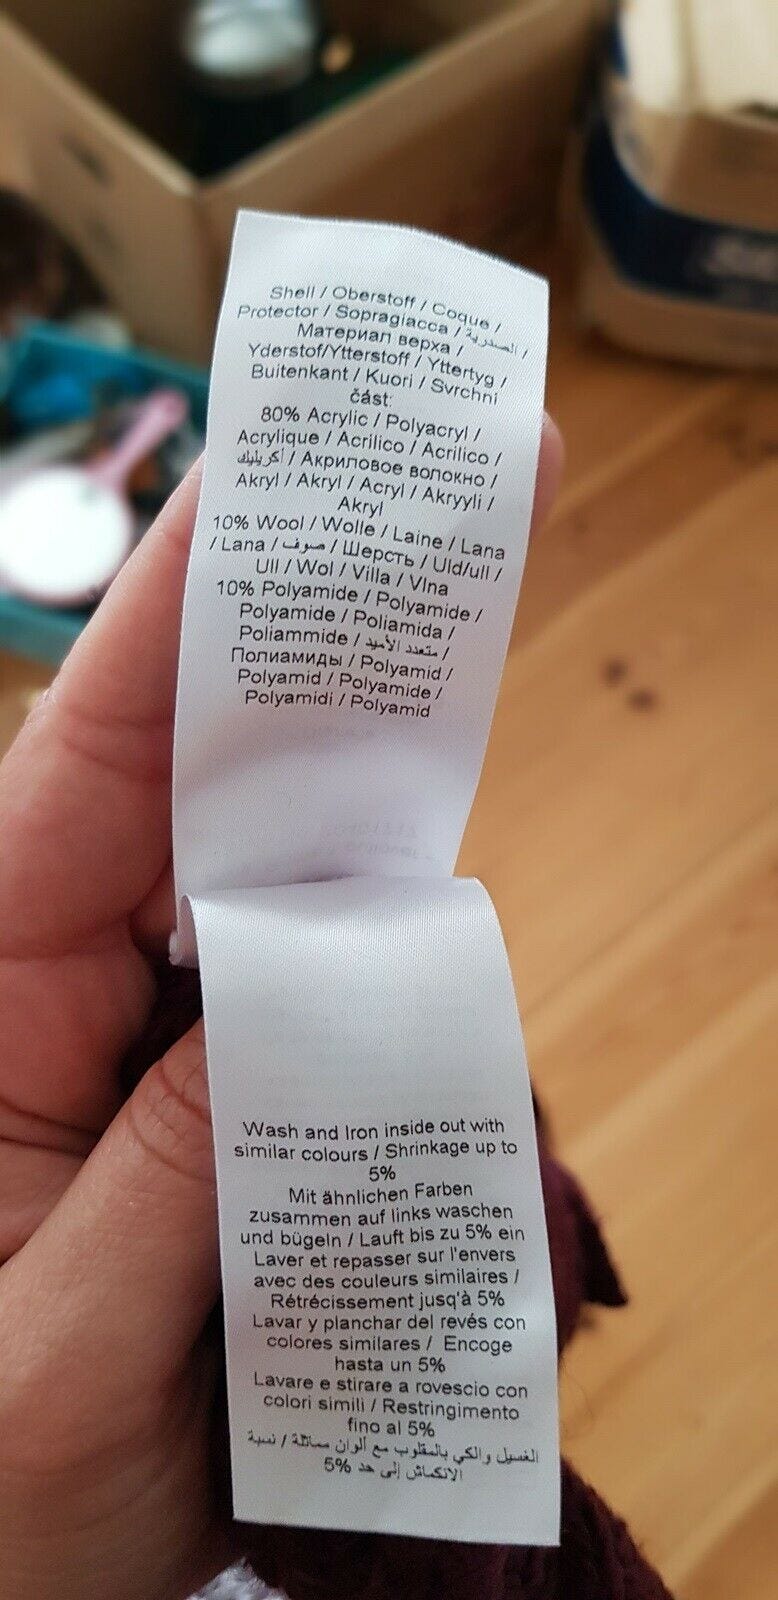 Shell / Oberstoff / Coque /
Protector / Sopragiacca / الصدرية /
Материал верха /
Yderstof/Ytterstoff / Yttertyg /
Buitenkant / Kuori / Svrchni
část:
80% Acrylic / Polyacryl /
Acrylique / Acrilico / Acrilico /
أكريليك / Акриловое волокно /
Akryl / Akryl / Acryl / Akryyli /
Akryl
10% Wool / Wolle / Laine / Lana
/ Lana / صوف / Шерсть / Uld/ull /
Ull / Wol / Villa / Vlna
10% Polyamide / Polyamide /
Polyamide / Poliamida /
Poliammide / متعدد الأميد /
Полиамиды / Polyamid /
Polyamid / Polyamide /
Polyamidi / Polyamid
Wash and Iron inside out with
similar colours / Shrinkage up to
5%
Mit ähnlichen Farben
zusammen auf links waschen
und bügeln / Lauft bis zu 5% ein
Laver et repasser sur l'envers
avec des couleurs similaires /
Rétrécissement jusqu'à 5%
Lavar y planchar del revés con
colores similares / Encoge
hasta un 5%
Lavare e stirare a rovescio con
colori simili / Restringimento
fino al 5%
الغسيل والكي بالمقلوب مع ألوان مماثلة / نسبة
الانكماش إلى حد 5%